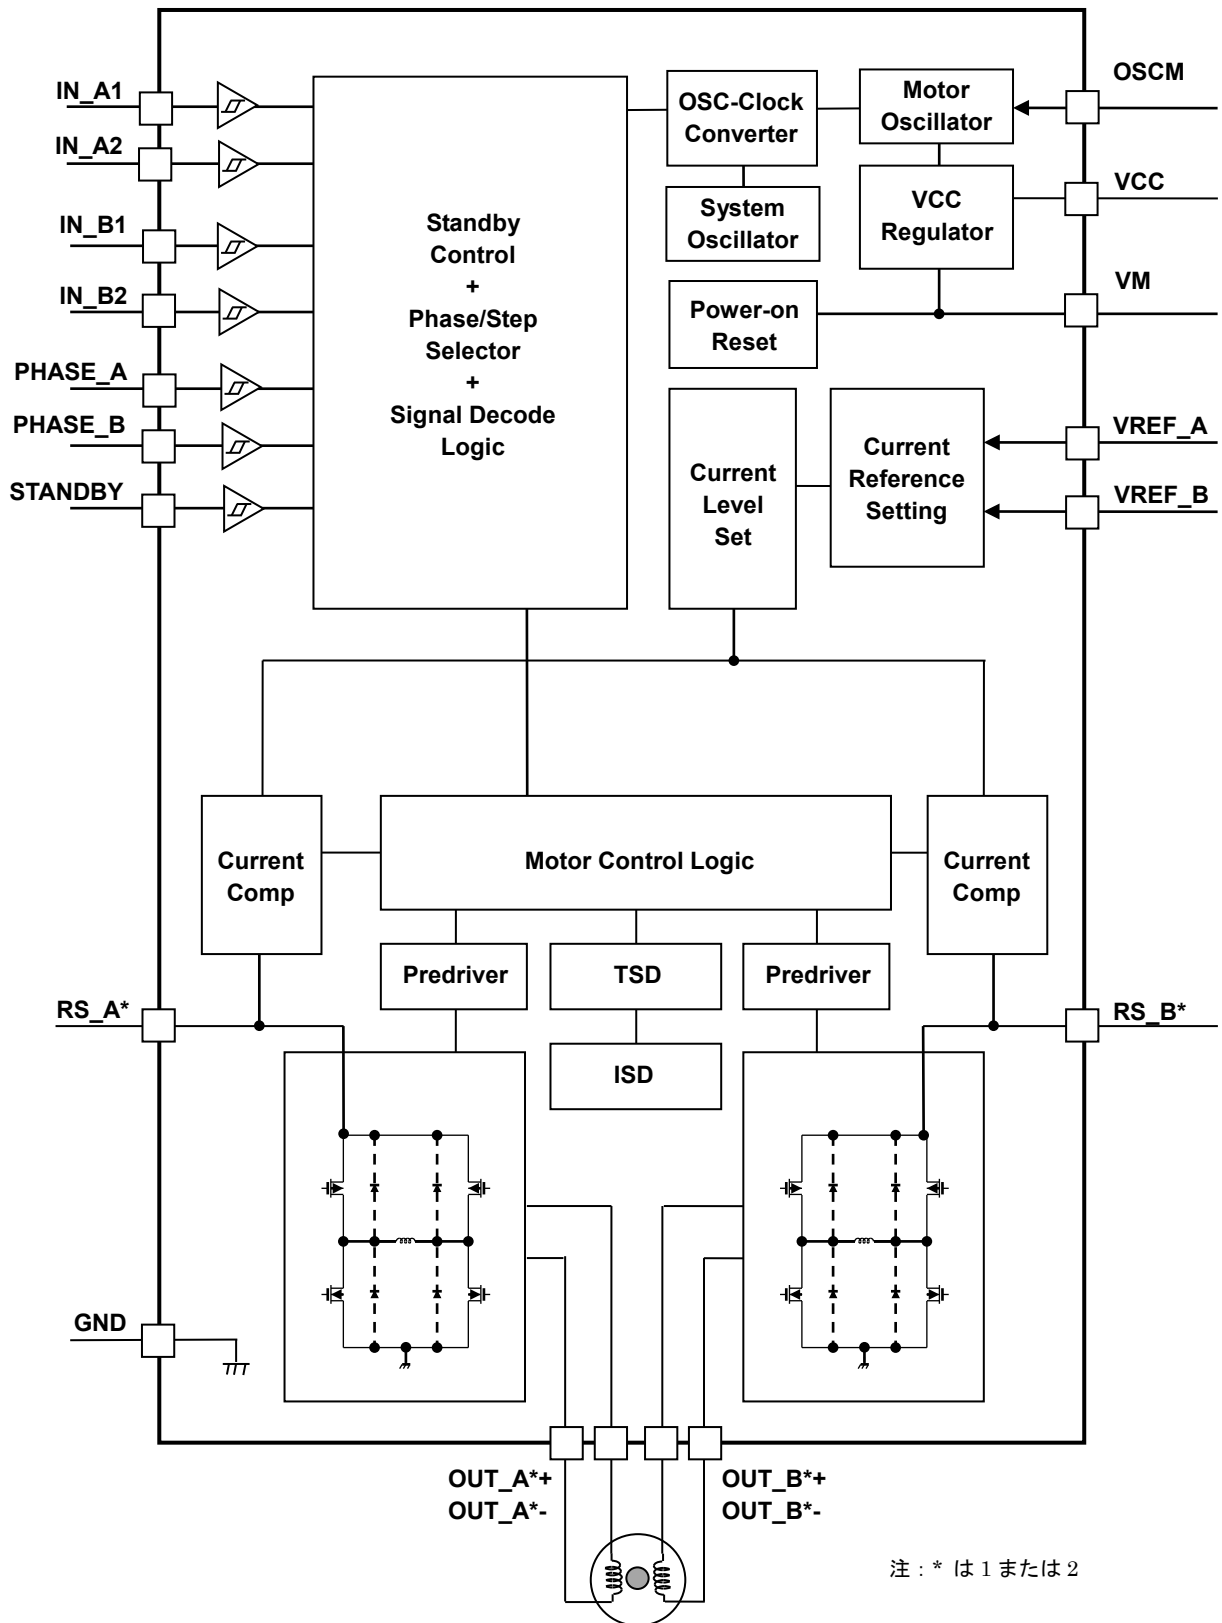 IN_A1
IN_A2
IN_B1
IN_B2
PHASE_A
PHASE_B
STANDBY
Standby
Control
+
Phase/Step
Selector
+
Signal Decode
Logic
OSC-Clock
Converter
Motor
Oscillator
OSCM
System
Oscillator
VCC
Regulator
VCC
Power-on
Reset
VM
Current
Level
Set
Current
Reference
Setting
VREF_A
VREF_B
Current
Comp
Motor Control Logic
Current
Comp
Predriver
TSD
Predriver
RS_A*
RS_B*
ISD
GND
OUT_A*+
OUT_A*-
OUT_B*+
OUT_B*-
注：* は 1 または 2